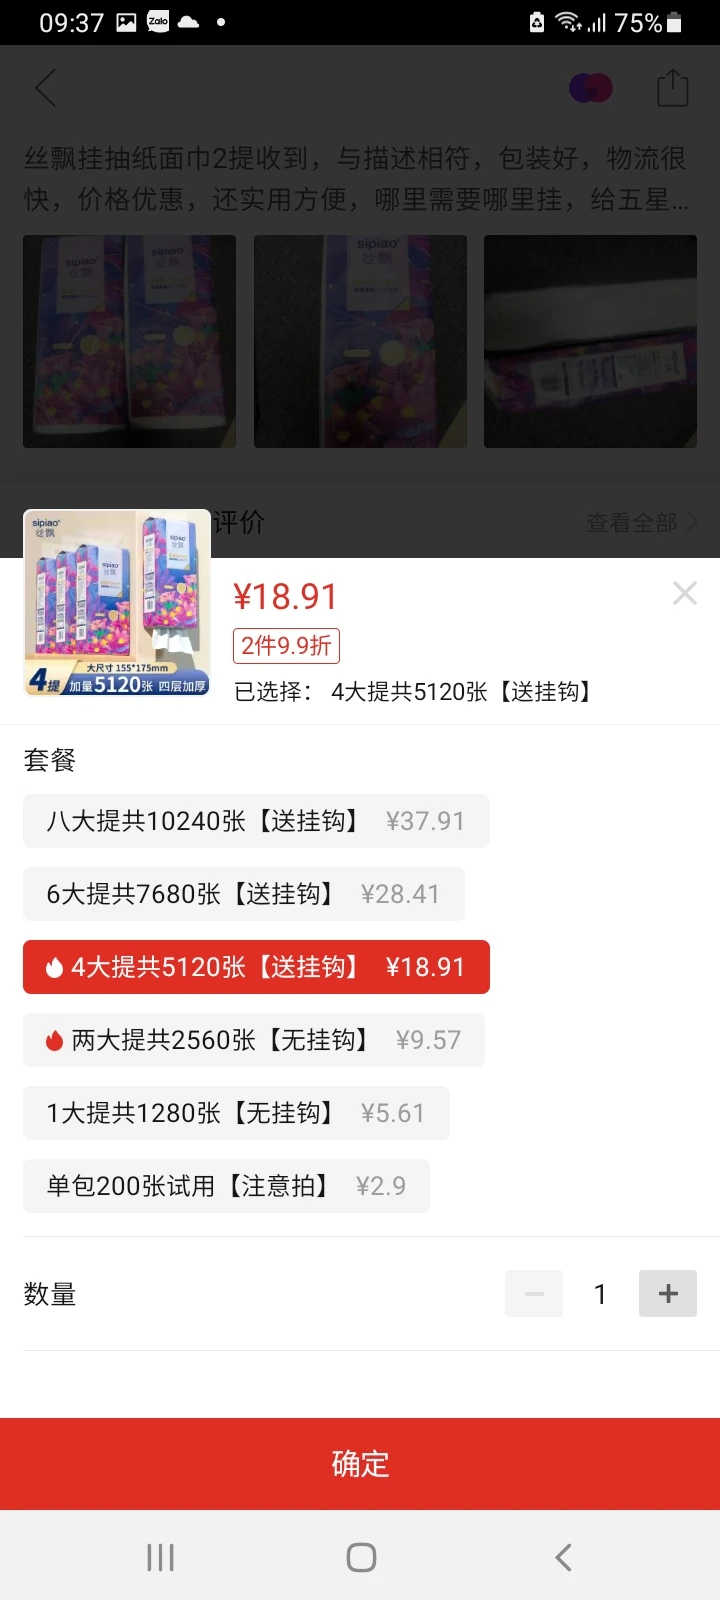 09:37 Zalo 75%
丝飘挂抽纸面巾2提收到，与描述相符，包装好，物流很
快，价格优惠，还实用方便，哪里需要哪里挂，给五星...
sipiao
丝飘
sipiao
丝飘
sipiao
丝飘
评价
查看全部
sipiao
丝飘
大尺寸 155*175mm
4提 加量5120张 四层加厚
¥18.91
2件9.9折
已选择： 4大提共5120张【送挂钩】
套餐
八大提共10240张【送挂钩】 ¥37.91
6大提共7680张【送挂钩】 ¥28.41
4大提共5120张【送挂钩】 ¥18.91
两大提共2560张【无挂钩】 ¥9.57
1大提共1280张【无挂钩】 ¥5.61
单包200张试用【注意拍】 ¥2.9
数量
1
确定